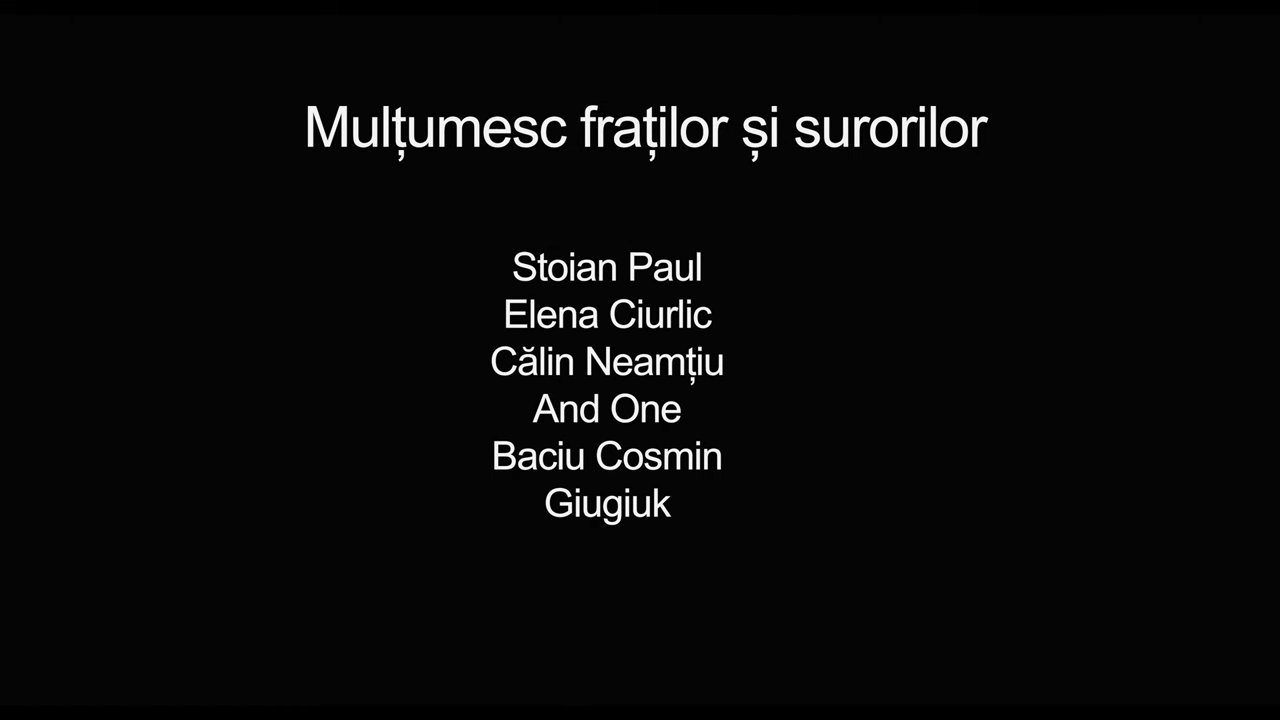 Mulțumesc fraților și surorilor
Stoian Paul
Elena Ciurlic
Călin Neamțiu
And One
Baciu Cosmin
Giugiuk